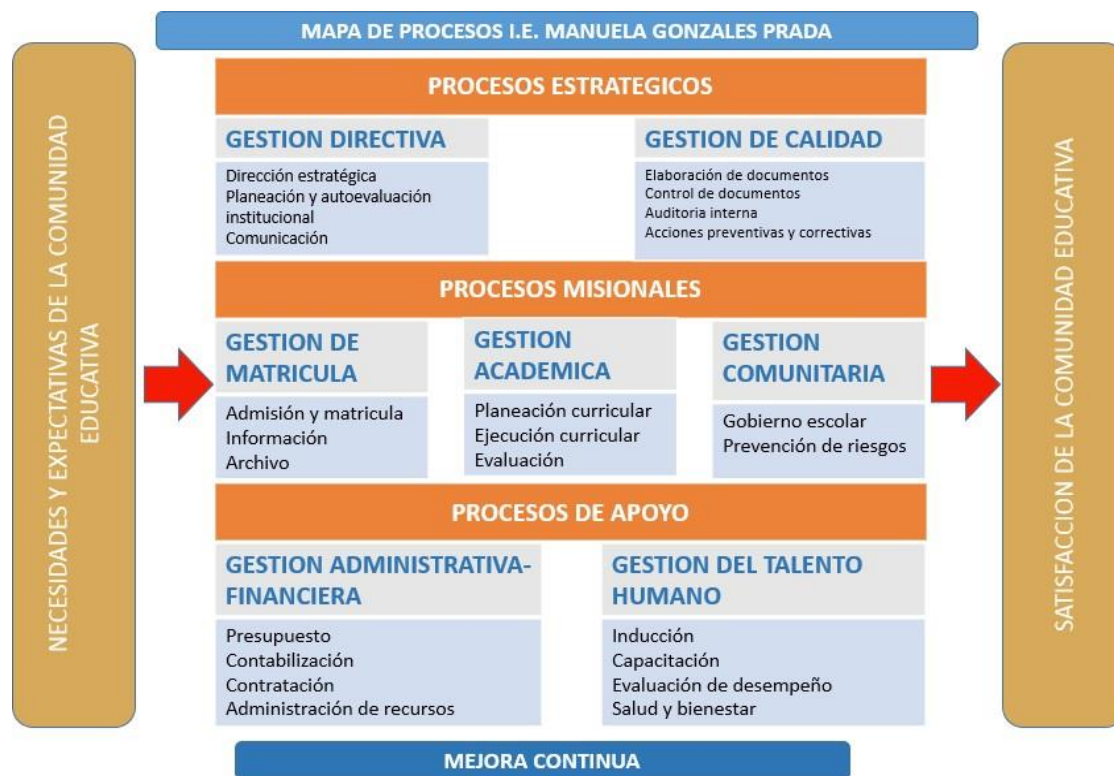 MAPA DE PROCESOS I.E. MANUELA GONZALES PRADA
NECESIDADES Y EXPECTATIVAS DE LA COMUNIDAD
EDUCATIVA
PROCESOS ESTRATEGICOS
GESTION DIRECTIVA
Dirección estratégica
Planeación y autoevaluación
institucional
Comunicación
GESTION DE CALIDAD
Elaboración de documentos
Control de documentos
Auditoria interna
Acciones preventivas y correctivas
PROCESOS MISIONALES
GESTION DE
MATRICULA
Admisión y matricula
Información
Archivo
GESTION
ACADEMICA
Planeación curricular
Ejecución curricular
Evaluación
GESTION
COMUNITARIA
Gobierno escolar
Prevención de riesgos
PROCESOS DE APOYO
GESTION ADMINISTRATIVA-
FINANCIERA
Presupuesto
Contabilización
Contratación
Administración de recursos
GESTION DEL TALENTO
HUMANO
Inducción
Capacitación
Evaluación de desempeño
Salud y bienestar
SATISFACCION DE LA COMUNIDAD EDUCATIVA
MEJORA CONTINUA